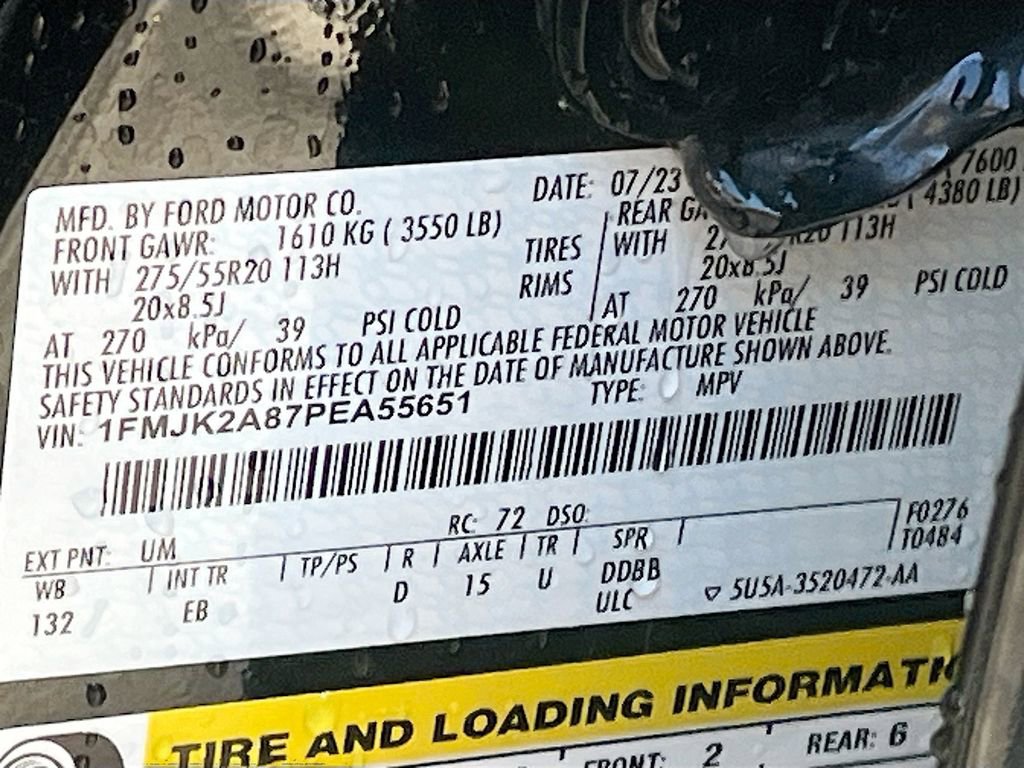 MFD. BY FORD MOTOR CO. DATE: 07/23 7600
FRONT GAWR: 1610 KG ( 3550 LB) REAR 4380 LB)
WITH 275/55R20 113H TIRES WITH 113H
20x8.5J RIMS 20x8.5J
AT 270 kPa/ 39 PSI COLD AT 270 kPa/ 39 PSI COLD
THIS VEHICLE CONFORMS TO ALL APPLICABLE FEDERAL MOTOR VEHICLE
SAFETY STANDARDS IN EFFECT ON THE DATE OF MANUFACTURE SHOWN ABOVE.
VIN: 1FMJK2A87PEA55651 TYPE: MPV
EXT PNT: UM RC: 72 DSO: F0276
WB INT TR TP/PS R AXLE TR SPR T0484
132 EB D 15 U DDBB
ULC ▽ 5U5A-3520472-AA
TIRE AND LOADING
FRONT: 2 REAR: 6